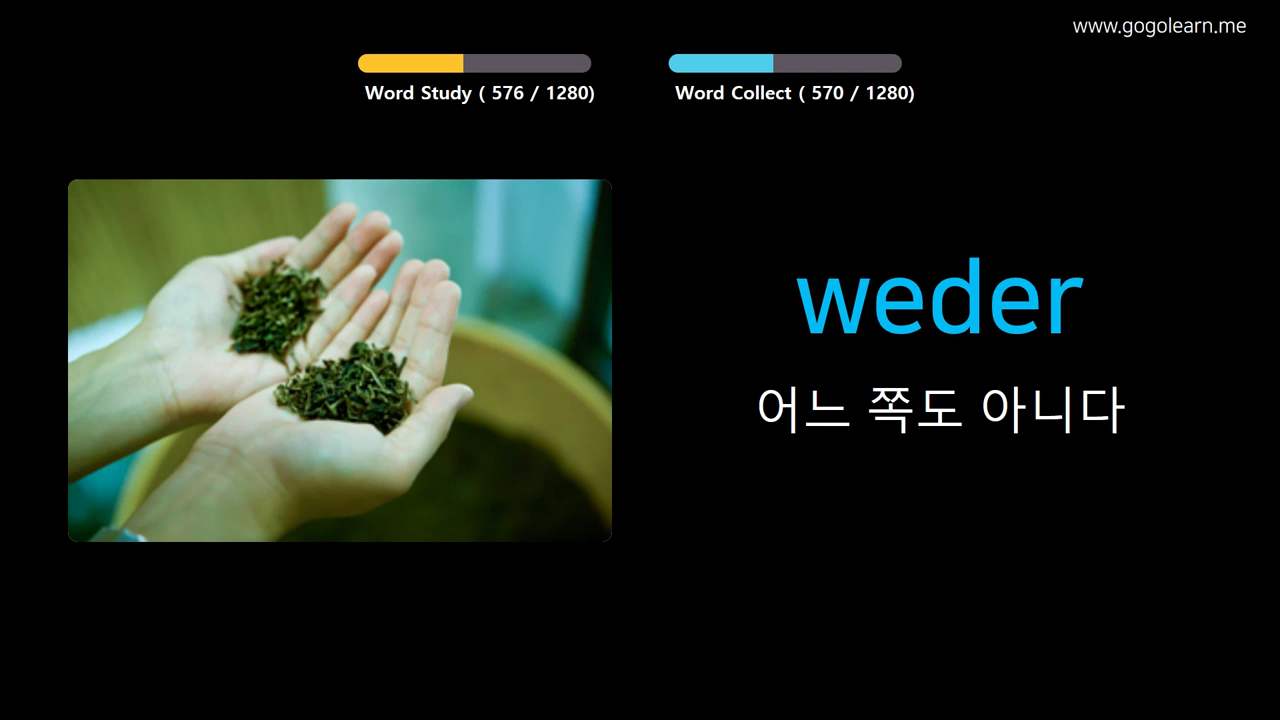 www.gogolearn.me
Word Study ( 576 / 1280)
Word Collect ( 570 / 1280)
weder
어느 쪽도 아니다